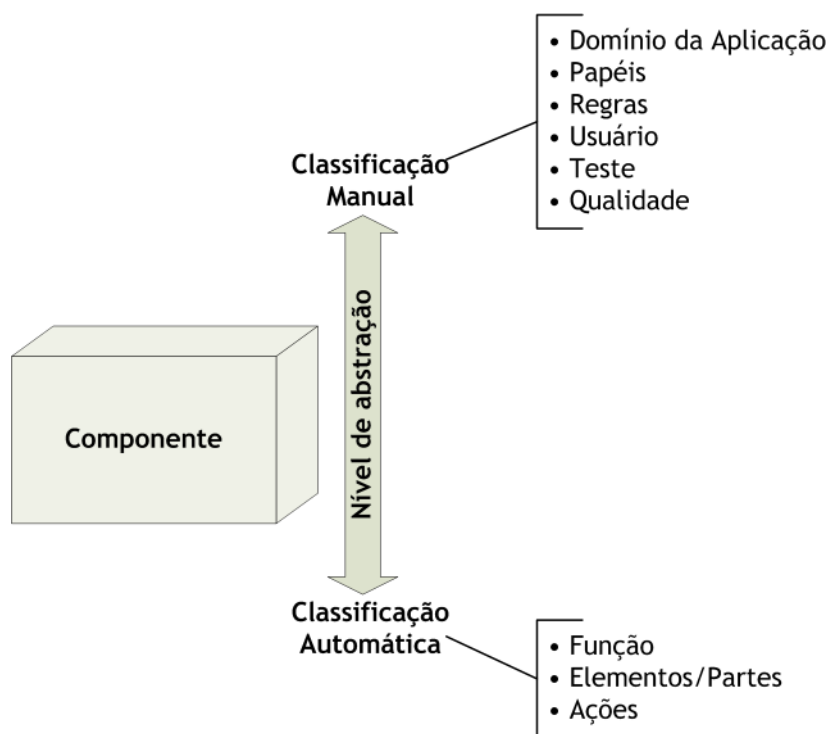 • Domínio da Aplicação
• Papéis
• Regras
• Usuário
• Teste
• Qualidade
Classificação
Manual
Nível de abstração
Componente
Classificação
Automática
• Função
• Elementos/Partes
• Ações